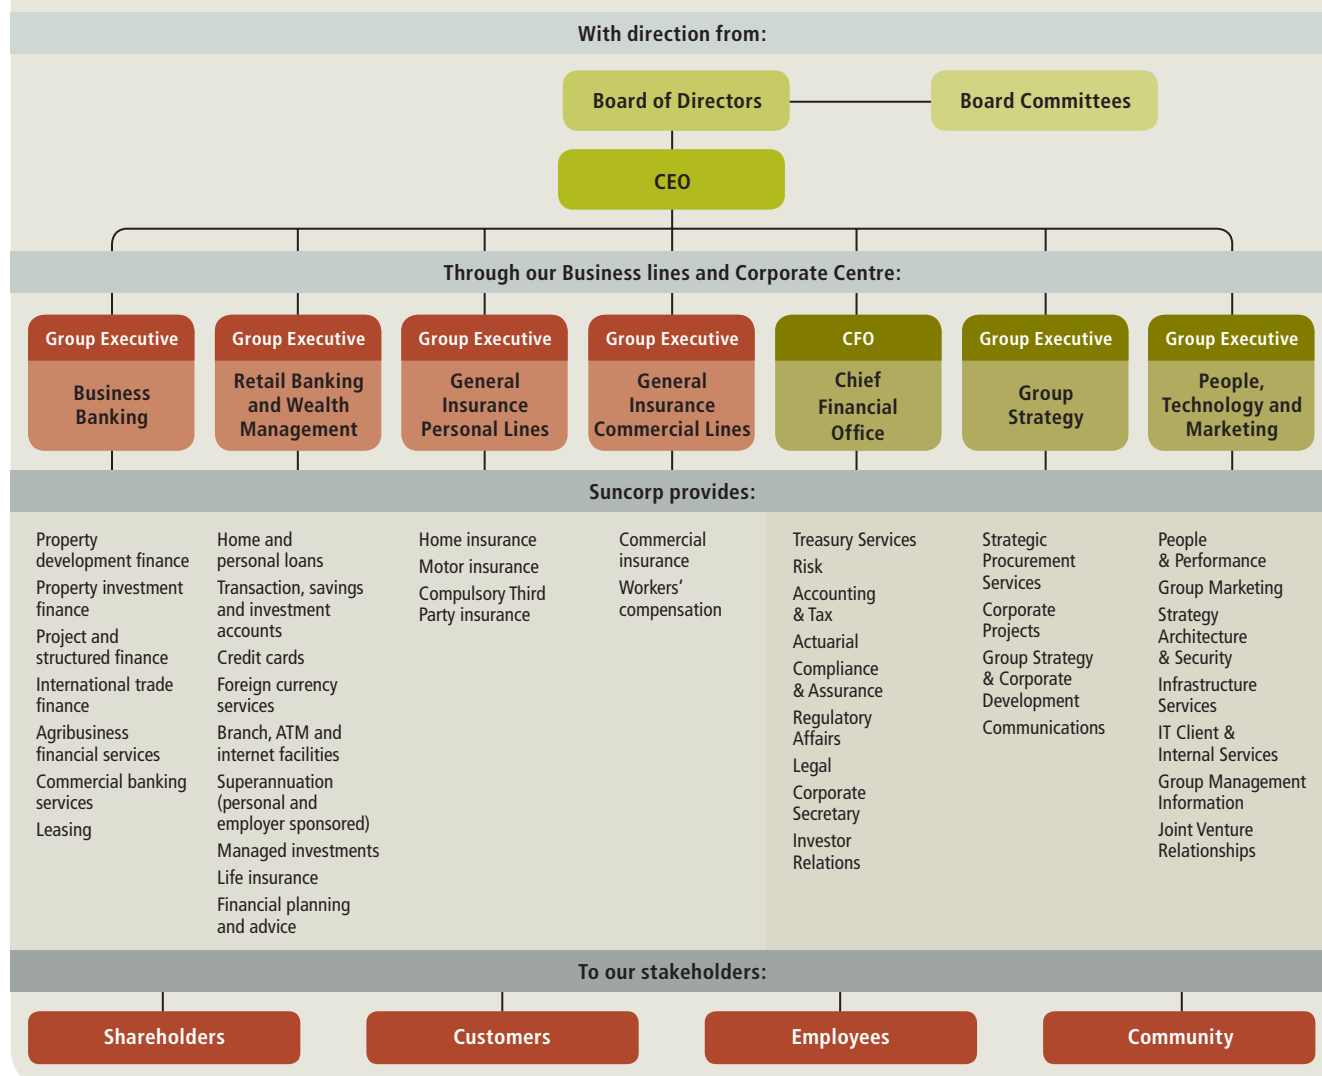 With direction from:
Board of Directors
Board Committees
CEO
Through our Business lines and Corporate Centre:
Group Executive
Business
Banking
Group Executive
Retail Banking
and Wealth
Management
Group Executive
General
Insurance
Personal Lines
Group Executive
General
Insurance
Commercial Lines
CFO
Chief
Financial
Office
Group Executive
Group
Strategy
Group Executive
People,
Technology and
Marketing
Suncorp provides:
Property
development finance
Property investment
finance
Project and
structured finance
International trade
finance
Agribusiness
financial services
Commercial banking
services
Leasing
Home and
personal loans
Transaction, savings
and investment
accounts
Credit cards
Foreign currency
services
Branch, ATM and
internet facilities
Superannuation
(personal and
employer sponsored)
Managed investments
Life insurance
Financial planning
and advice
Home insurance
Motor insurance
Compulsory Third
Party insurance
Commercial
insurance
Workers’
compensation
Treasury Services
Risk
Accounting
& Tax
Actuarial
Compliance
& Assurance
Regulatory
Affairs
Legal
Corporate
Secretary
Investor
Relations
Strategic
Procurement
Services
Corporate
Projects
Group Strategy
& Corporate
Development
Communications
People
& Performance
Group Marketing
Strategy
Architecture
& Security
Infrastructure
Services
IT Client &
Internal Services
Group Management
Information
Joint Venture
Relationships
To our stakeholders:
Shareholders
Customers
Employees
Community